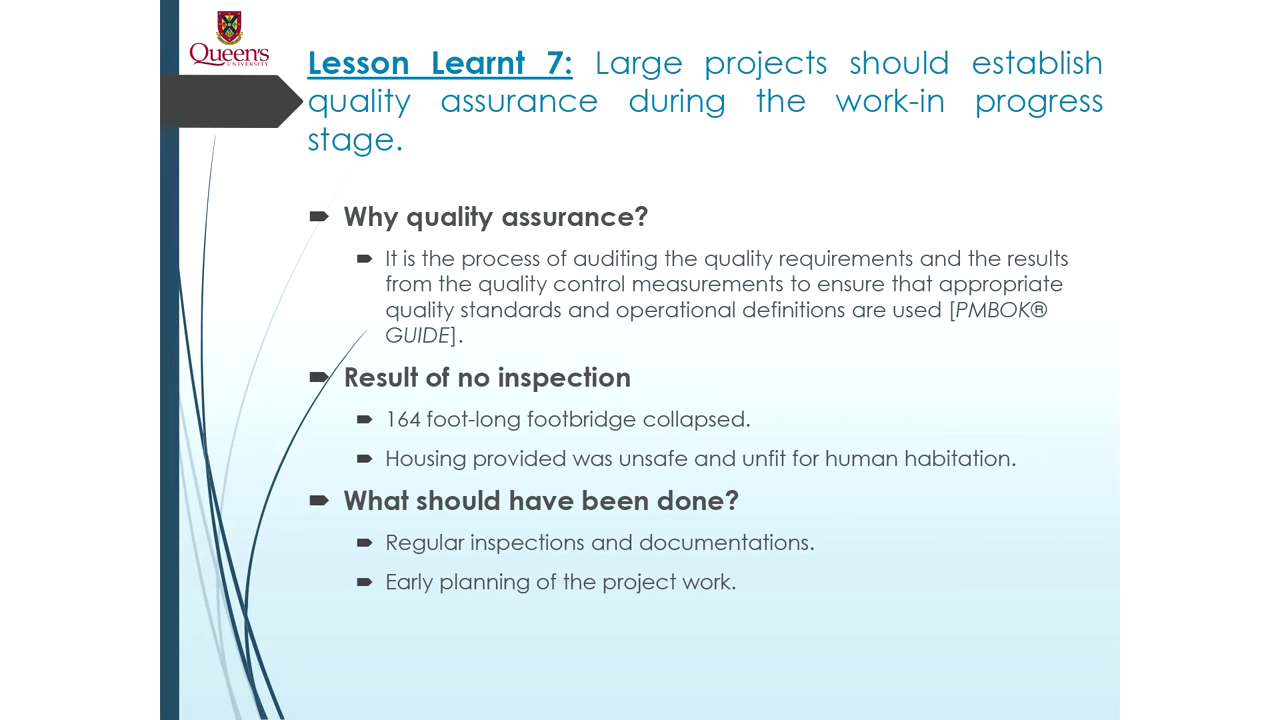 Queen's
UNIVERSITY
Lesson Learnt 7: Large projects should establish
quality assurance during the work-in progress
stage.
Why quality assurance?
It is the process of auditing the quality requirements and the results
from the quality control measurements to ensure that appropriate
quality standards and operational definitions are used [PMBOK®
GUIDE].
Result of no inspection
164 foot-long footbridge collapsed.
Housing provided was unsafe and unfit for human habitation.
What should have been done?
Regular inspections and documentations.
Early planning of the project work.